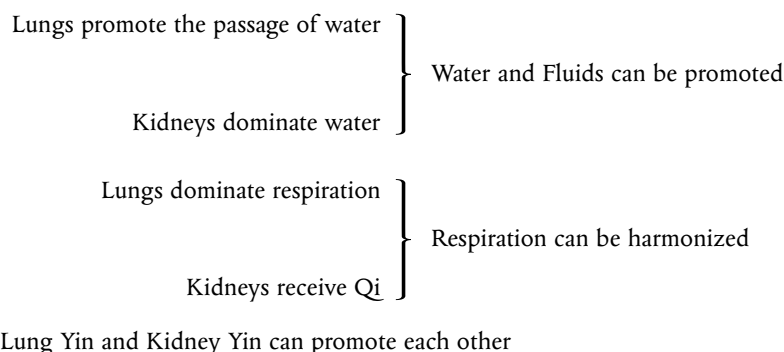 Lungs promote the passage of water
Water and Fluids can be promoted
Kidneys dominate water
Lungs dominate respiration
Respiration can be harmonized
Kidneys receive Qi
Lung Yin and Kidney Yin can promote each other